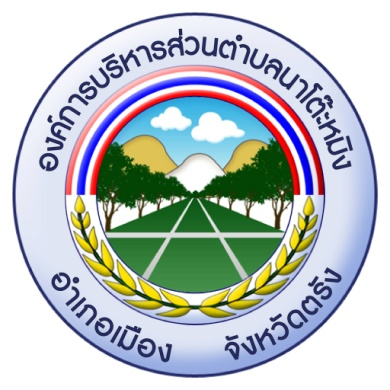 องค์การบริหารส่วนตำบลนาโต๊ะหมิง
อำเภอเมือง จังหวัดตรัง